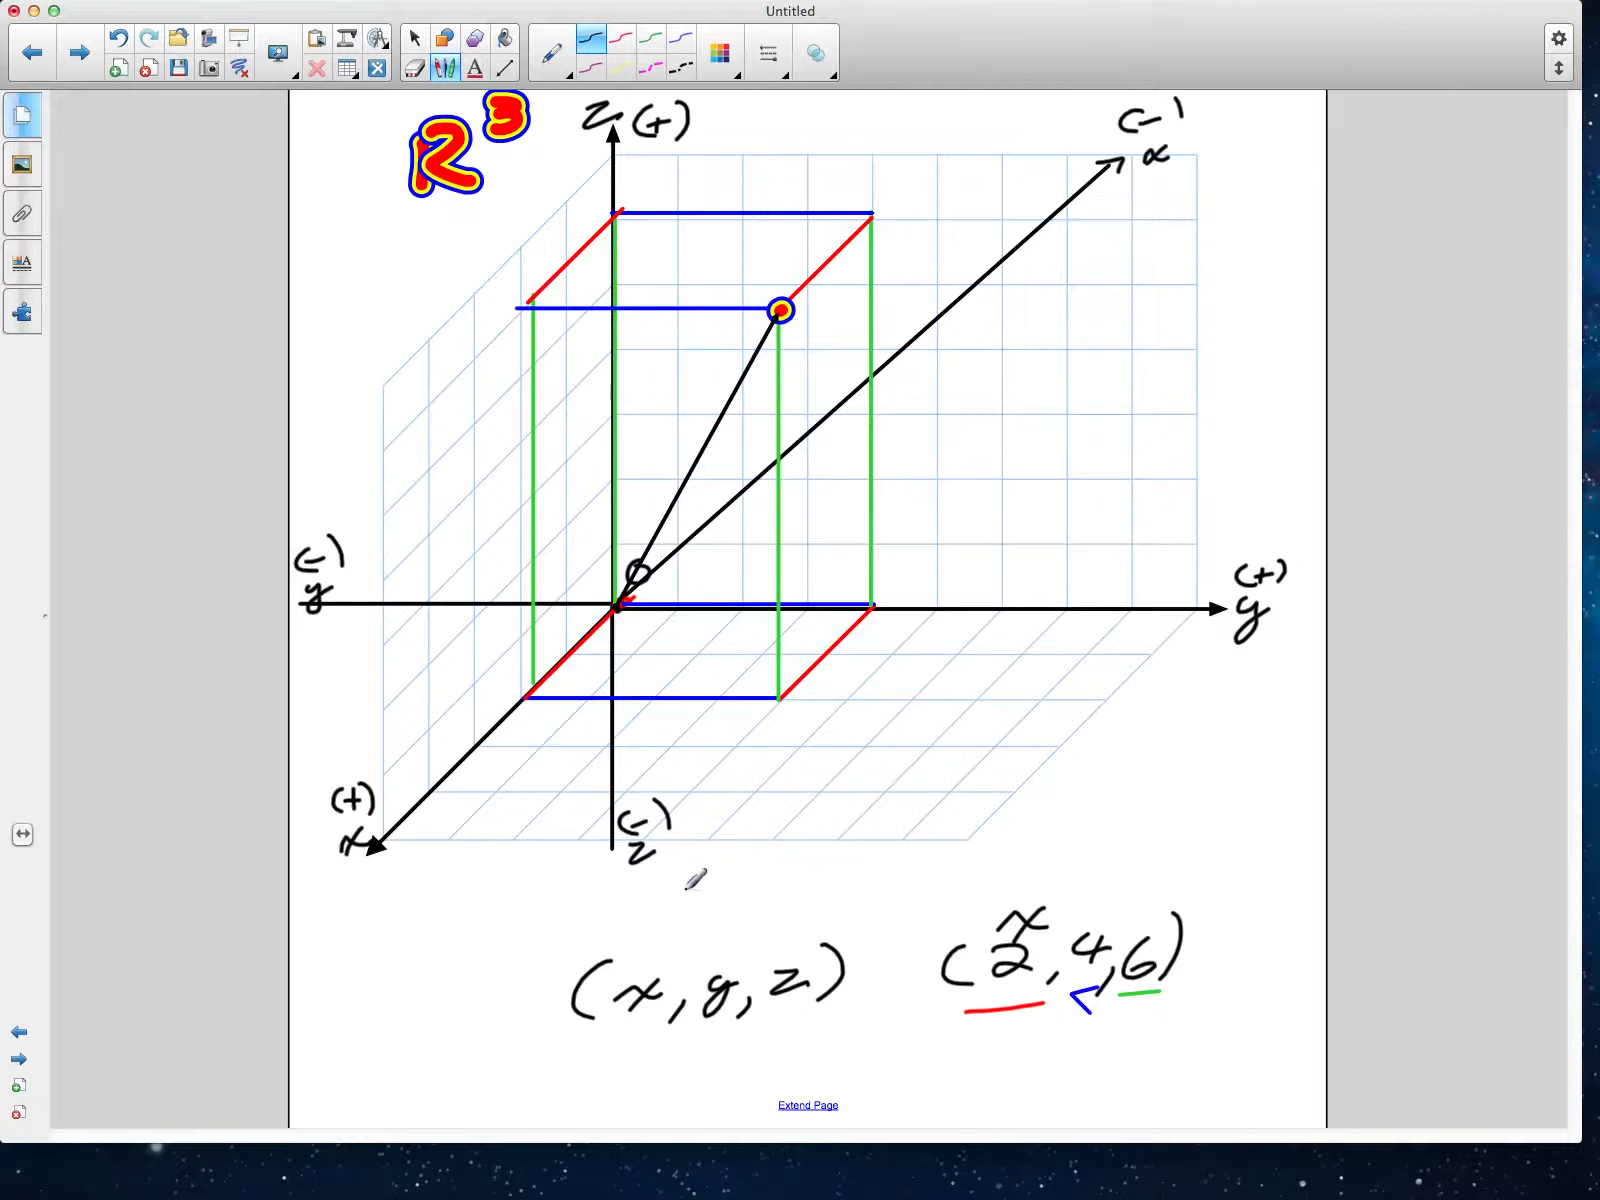 Untitled
R³
z (+)
(-)
x
(-)
y
0
(+)
y
(+)
x
(-)
z
x
(x, y, z) (2, 4, 6)
Extend Page